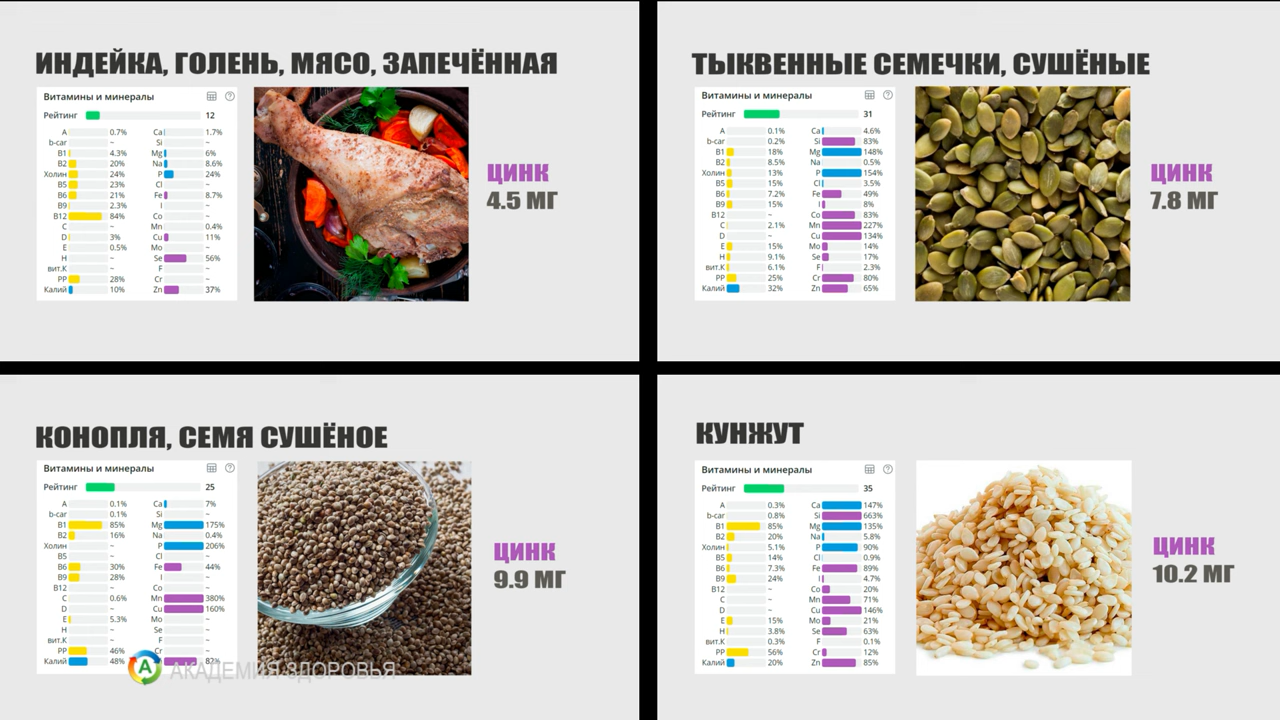 ИНДЕЙКА, ГОЛЕНЬ, МЯСО, ЗАПЕЧЁННАЯ
Витамины и минералы
Рейтинг 12
A 0.7% Ca 1.7%
b-car ~ Si ~
B1 4.3% Mg 6%
B2 20% Na 8.6%
Холин 24% P 24%
B5 23% Cl ~
B6 21% Fe 8.7%
B9 2.3% I ~
B12 84% Co ~
C ~ Mn 0.4%
D 3% Cu 11%
E 0.5% Mo ~
H ~ Se 56%
вит.K ~ F ~
PP 28% Cr ~
Калий 10% Zn 37%
ЦИНК
4.5 МГ
ТЫКВЕННЫЕ СЕМЕЧКИ, СУШЁНЫЕ
Витамины и минералы
Рейтинг 31
A 0.1% Ca 4.6%
b-car 0.2% Si 83%
B1 18% Mg 148%
B2 8.5% Na 0.5%
Холин 13% P 154%
B5 15% Cl 3.5%
B6 7.2% Fe 49%
B9 15% I 8%
B12 ~ Co 83%
C 2.1% Mn 227%
D ~ Cu 134%
E 15% Mo 14%
H 9.1% Se 17%
вит.K 6.1% F 2.3%
PP 25% Cr 80%
Калий 32% Zn 65%
ЦИНК
7.8 МГ
КОНОПЛЯ, СЕМЯ СУШЁНОЕ
Витамины и минералы
Рейтинг 25
A 0.1% Ca 7%
b-car 0.1% Si ~
B1 85% Mg 175%
B2 16% Na 0.4%
Холин ~ P 206%
B5 ~ Cl ~
B6 30% Fe 44%
B9 28% I ~
B12 ~ Co ~
C 0.6% Mn 380%
D ~ Cu 160%
E 5.3% Mo ~
H ~ Se ~
вит.K ~ F ~
PP 46% Cr ~
Калий 48% 82%
АКАДЕМИЯ ЗДОРОВЬЯ
ЦИНК
9.9 МГ
КУНЖУТ
Витамины и минералы
Рейтинг 35
A 0.3% Ca 147%
b-car 0.8% Si 663%
B1 85% Mg 135%
B2 20% Na 5.8%
Холин 5.1% P 90%
B5 14% Cl 0.9%
B6 7.3% Fe 89%
B9 24% I 4.7%
B12 ~ Co 20%
C ~ Mn 71%
D ~ Cu 146%
E 15% Mo 21%
H 3.8% Se 63%
вит.K 0.3% F 0.1%
PP 56% Cr 12%
Калий 20% Zn 85%
ЦИНК
10.2 МГ